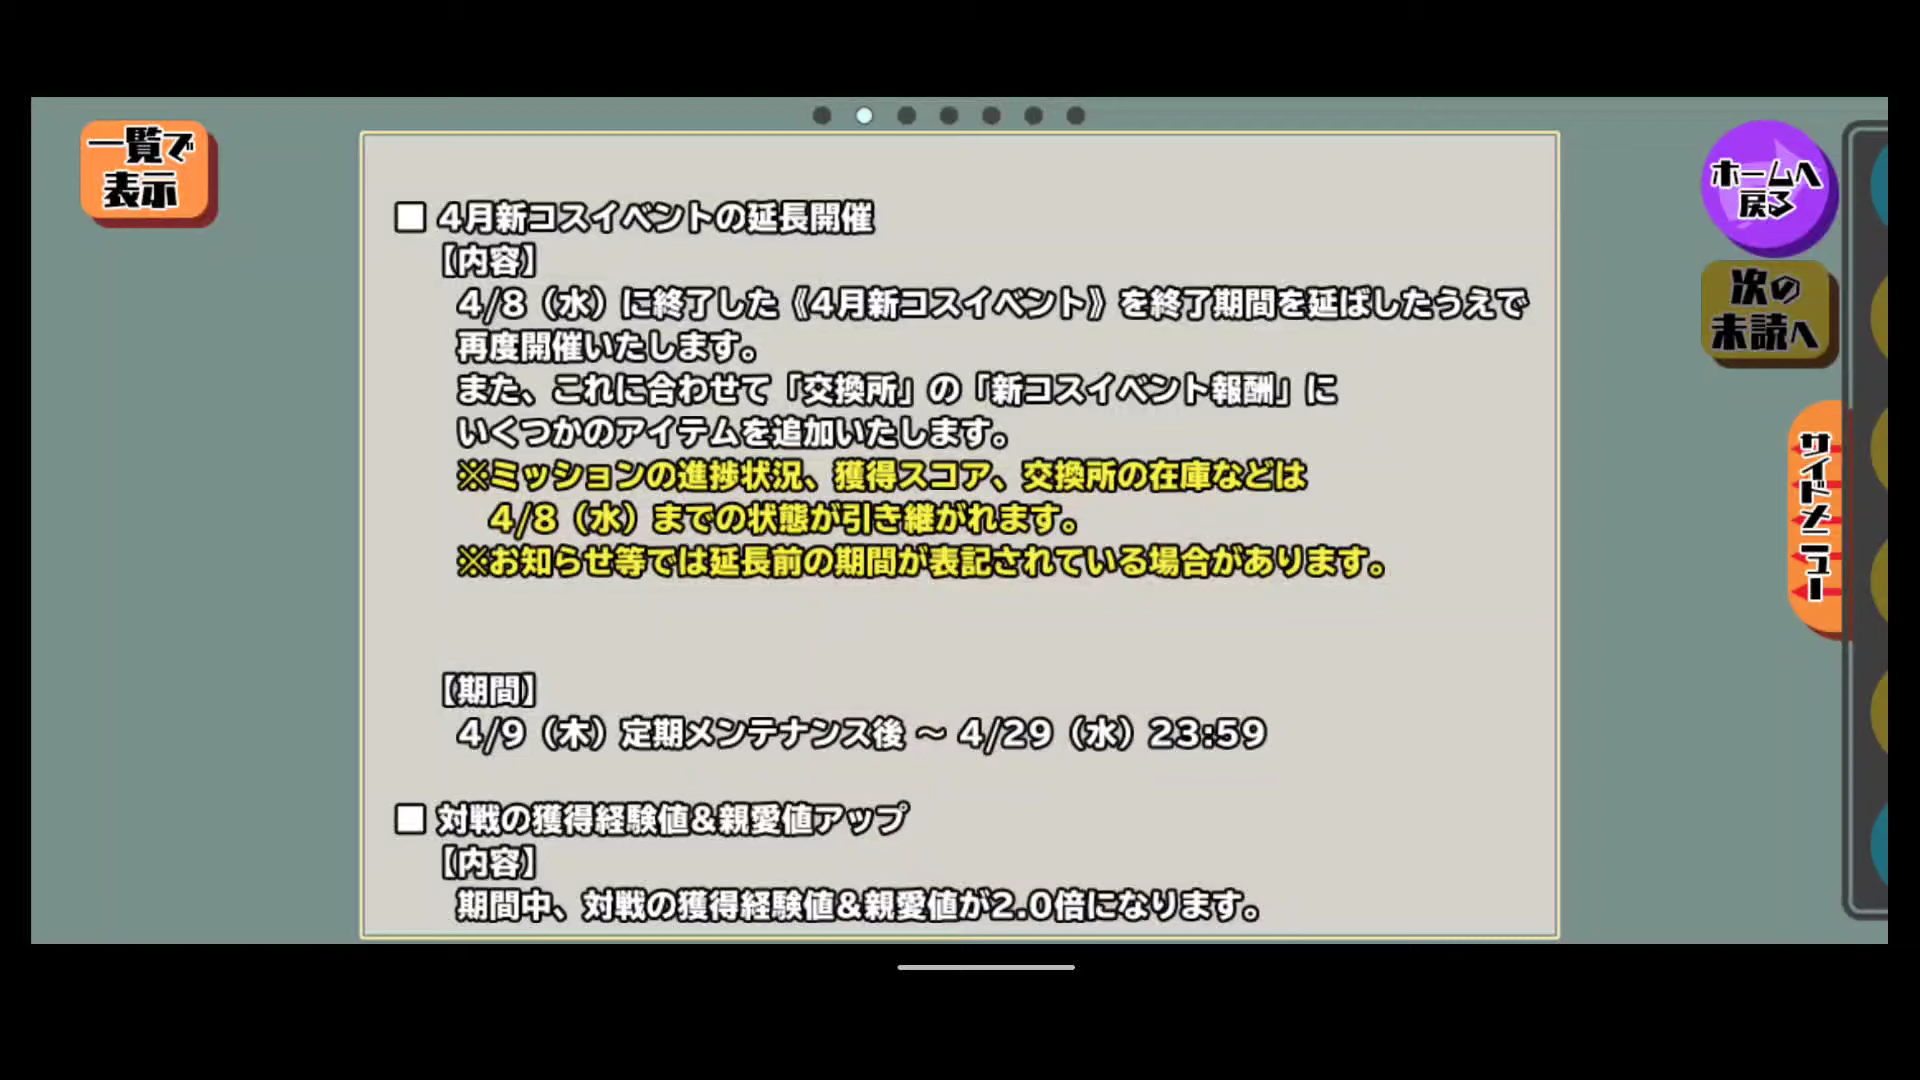 一覧で
表示
■ 4月新コスイベントの延長開催
【内容】
4/8（水）に終了した《4月新コスイベント》を終了期間を延ばしたうえで
再度開催いたします。
また、これに合わせて「交換所」の「新コスイベント報酬」に
いくつかのアイテムを追加いたします。
※ミッションの進捗状況、獲得スコア、交換所の在庫などは
4/8（水）までの状態が引き継がれます。
※お知らせ等では延長前の期間が表記されている場合があります。
【期間】
4/9（木）定期メンテナンス後 ～ 4/29（水）23:59
■ 対戦の獲得経験値&親愛値アップ
【内容】
期間中、対戦の獲得経験値&親愛値が2.0倍になります。
ホームへ
戻る
次の
未読へ
サイドメニュー